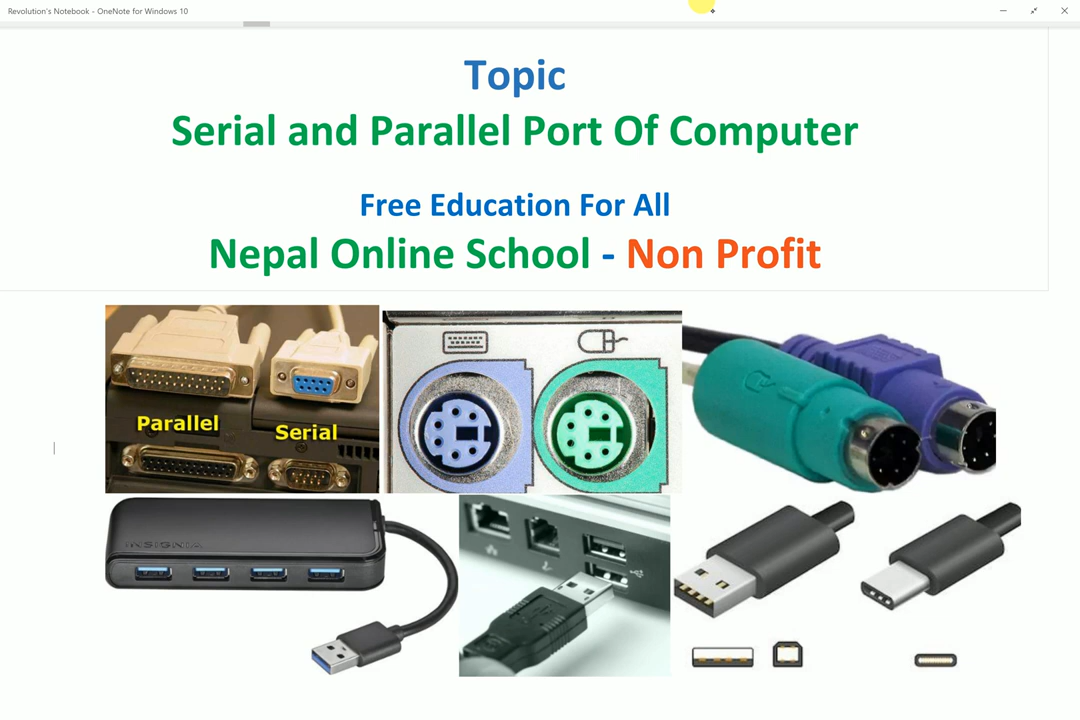 Revolution's Notebook - OneNote for Windows 10
Topic
Serial and Parallel Port Of Computer
Free Education For All
Nepal Online School - Non Profit
Parallel
Serial
INSIGNIA